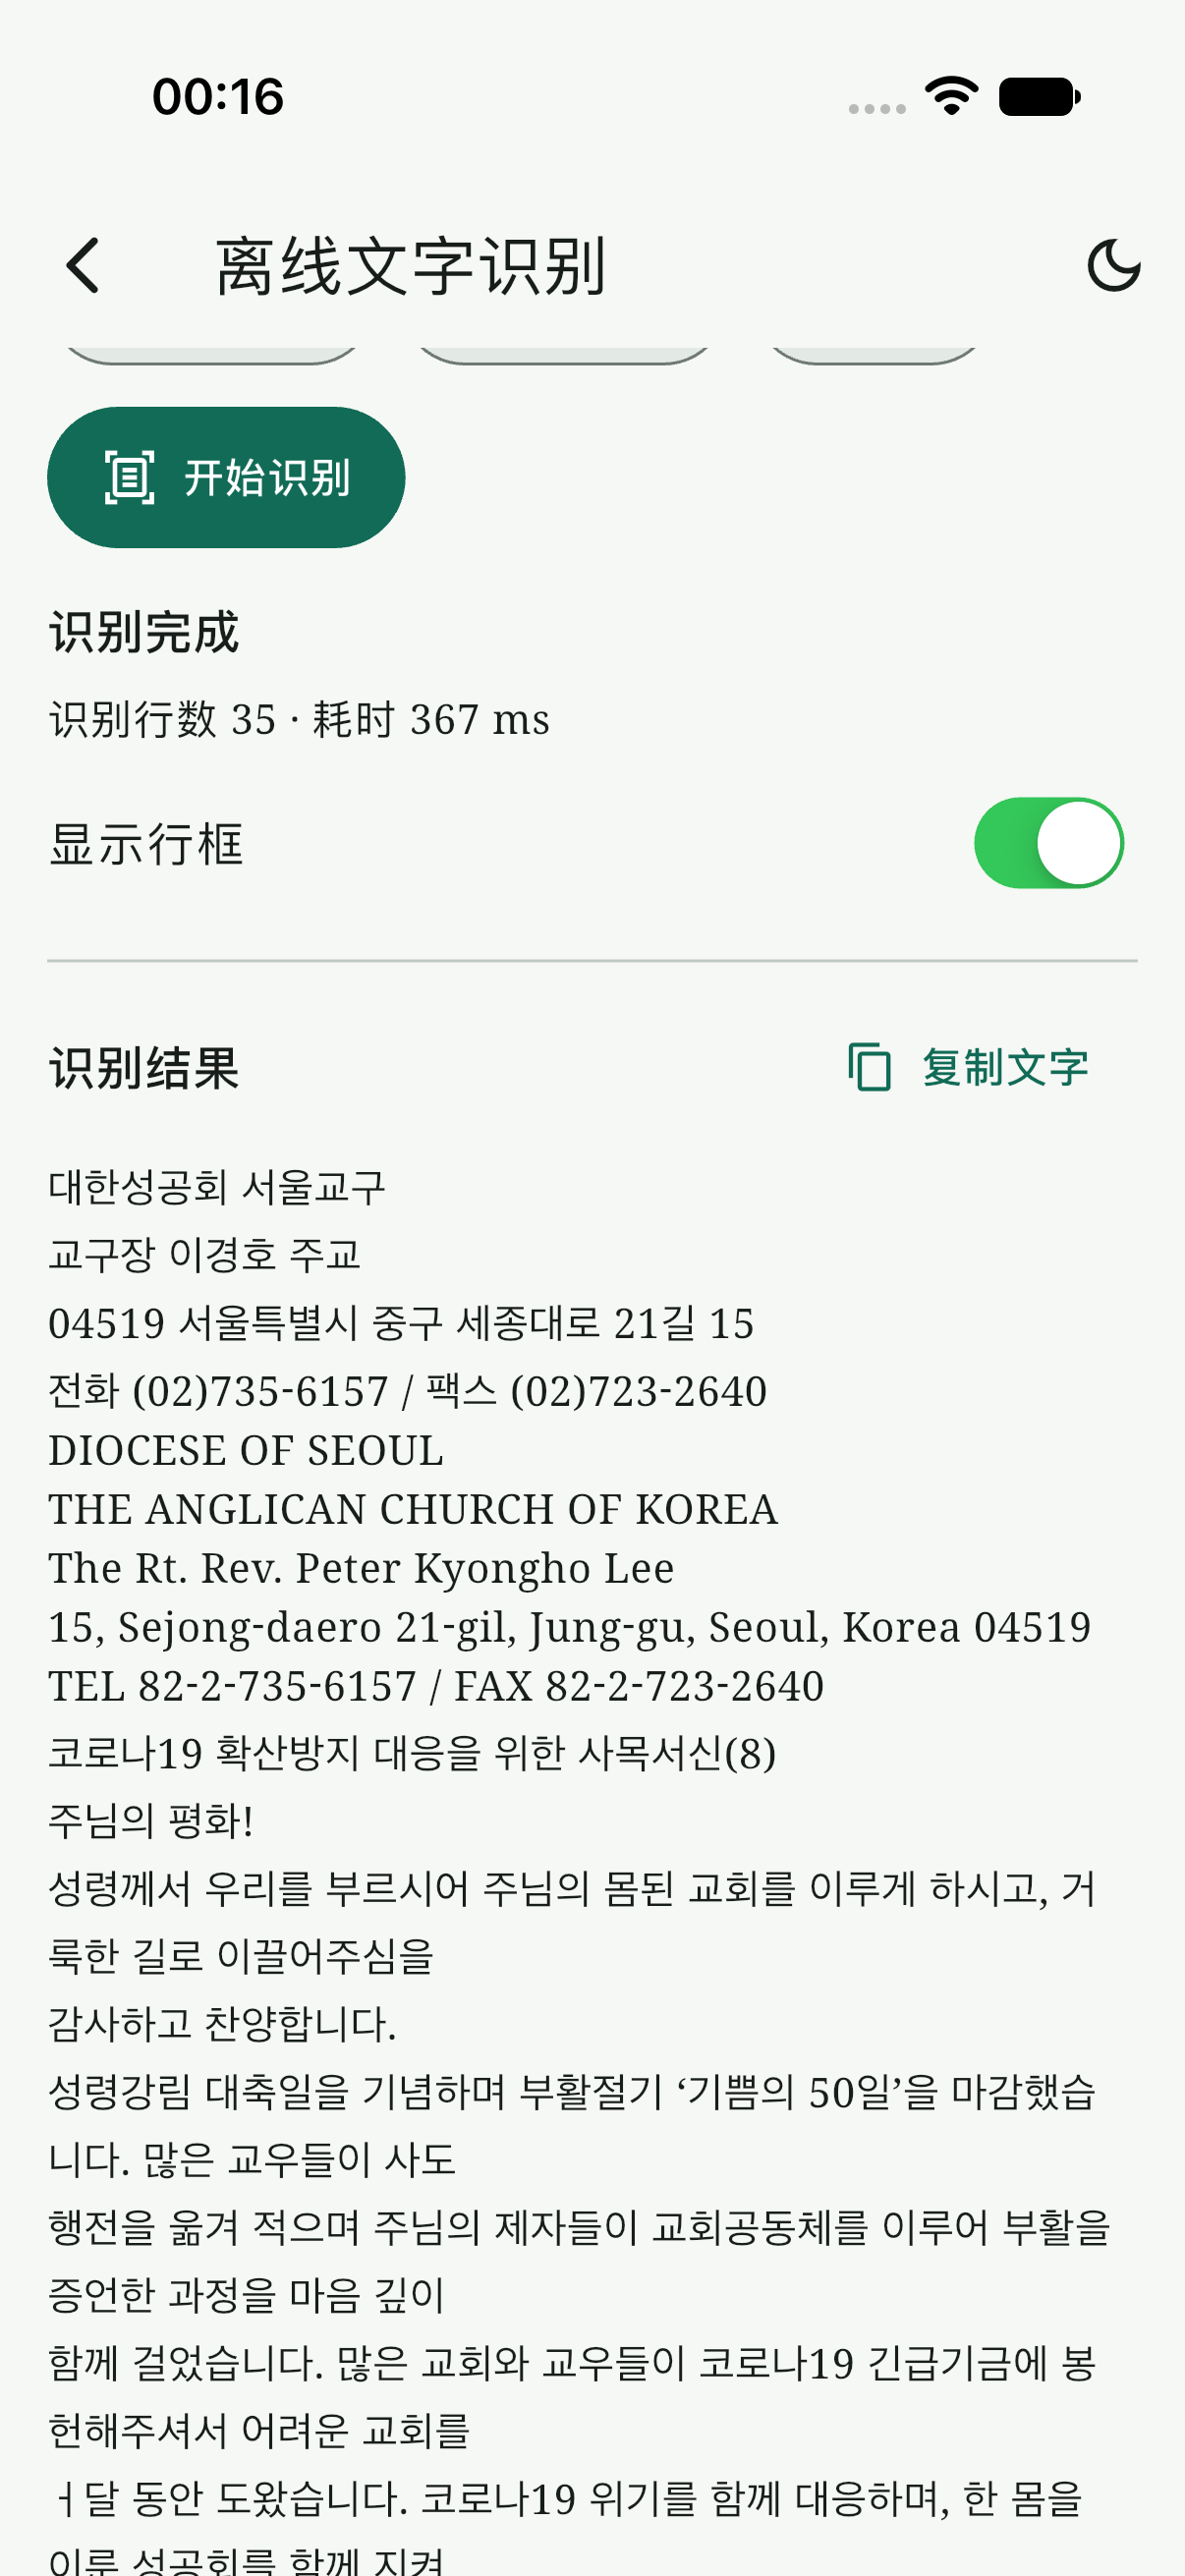 00:16
离线文字识别
开始识别
识别完成
识别行数 35 · 耗时 367 ms
显示行框
识别结果
复制文字
대한성공회 서울교구
교구장 이경호 주교
04519 서울특별시 중구 세종대로 21길 15
전화 (02)735-6157 / 팩스 (02)723-2640
DIOCESE OF SEOUL
THE ANGLICAN CHURCH OF KOREA
The Rt. Rev. Peter Kyongho Lee
15, Sejong-daero 21-gil, Jung-gu, Seoul, Korea 04519
TEL 82-2-735-6157 / FAX 82-2-723-2640
코로나19 확산방지 대응을 위한 사목서신(8)
주님의 평화!
성령께서 우리를 부르시어 주님의 몸된 교회를 이루게 하시고, 거
룩한 길로 이끌어주심을
감사하고 찬양합니다.
성령강림 대축일을 기념하며 부활절기 ‘기쁨의 50일’을 마감했습
니다. 많은 교우들이 사도
행전을 옮겨 적으며 주님의 제자들이 교회공동체를 이루어 부활을
증언한 과정을 마음 깊이
함께 걸었습니다. 많은 교회와 교우들이 코로나19 긴급기금에 봉
헌해주셔서 어려운 교회를
ㅓ달 동안 도왔습니다. 코로나19 위기를 함께 대응하며, 한 몸을
이룬 성공회를 함께 지켜